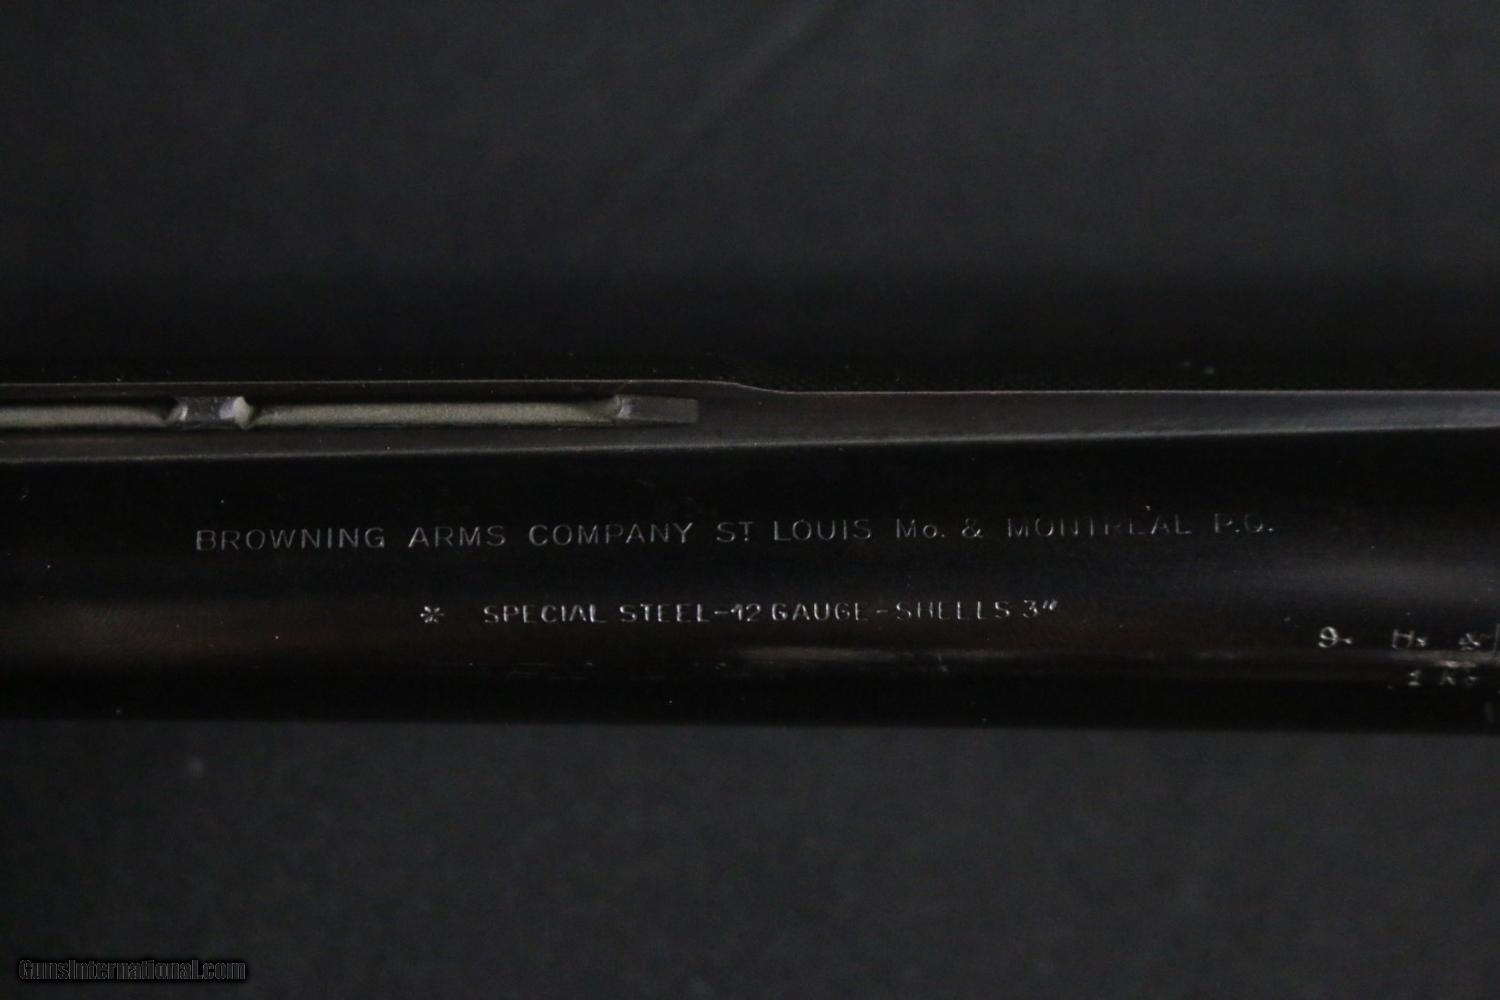 BROWNING ARMS COMPANY ST LOUIS Mo. & MONTREAL P.Q.
* SPECIAL STEEL-12 GAUGE-SHELLS 3"
GunsInternational.com